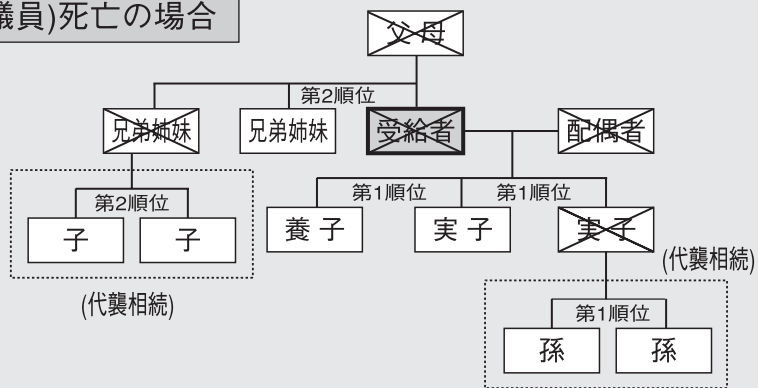 議員)死亡の場合
父母
第2順位
兄弟姉妹
兄弟姉妹
受給者
配偶者
第2順位
第1順位
第1順位
子
子
養子
実子
実子
(代襲相続)
(代襲相続)
第1順位
孫
孫